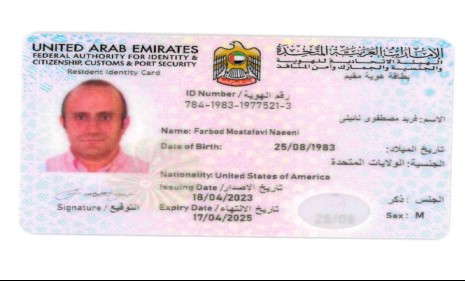 UNITED ARAB EMIRATES
FEDERAL AUTHORITY FOR IDENTITY &
CITIZENSHIP, CUSTOMS & PORT SECURITY
Resident Identity Card
الإمارات العربية المتحدة
الهيئة الاتحادية للهوية
والجنسية والجمارك وأمن المنافذ
بطاقة هوية مقيم
ID Number / رقم الهوية
784-1983-1977521-3
الاسم: فريد مصطفوى نايينى
Name: Farbod Mostafavi Naeeni
Date of Birth: 25/08/1983 تاريخ الميلاد:
الجنسية: الولايات المتحدة
Nationality: United States of America
Issuing Date / تاريخ الاصدار
18/04/2023
Expiry Date / تاريخ الانتهاء
17/04/2025
Signature / التوقيع
25/08
الجنس : ذكر
Sex: M